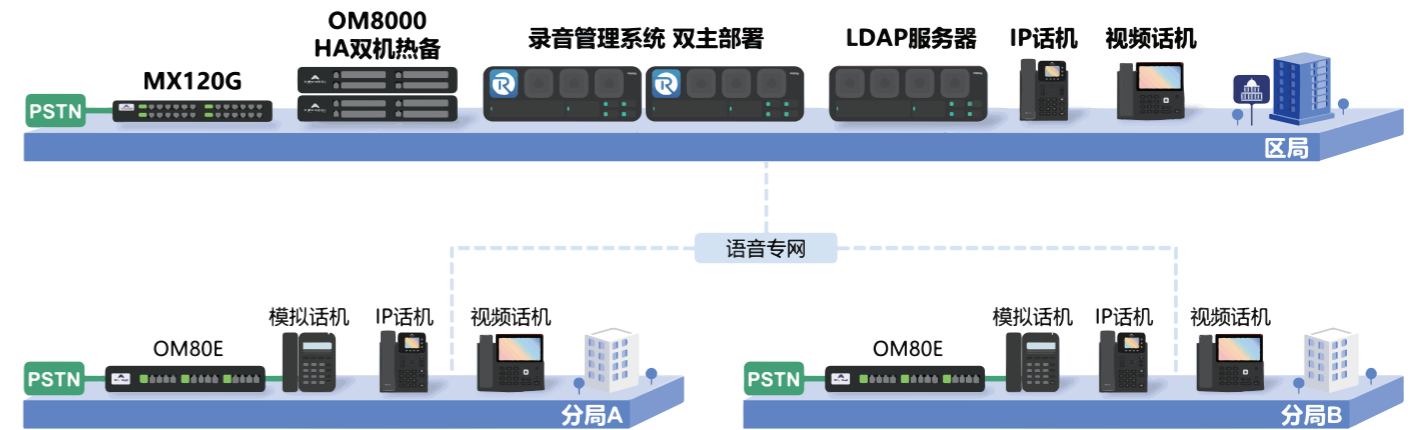 OM8000
HA双机热备
录音管理系统 双主部署
LDAP服务器
IP话机
视频话机
MX120G
PSTN
R
R
区局
语音专网
模拟话机
IP话机
视频话机
OM80E
PSTN
分局A
模拟话机
IP话机
视频话机
OM80E
PSTN
分局B